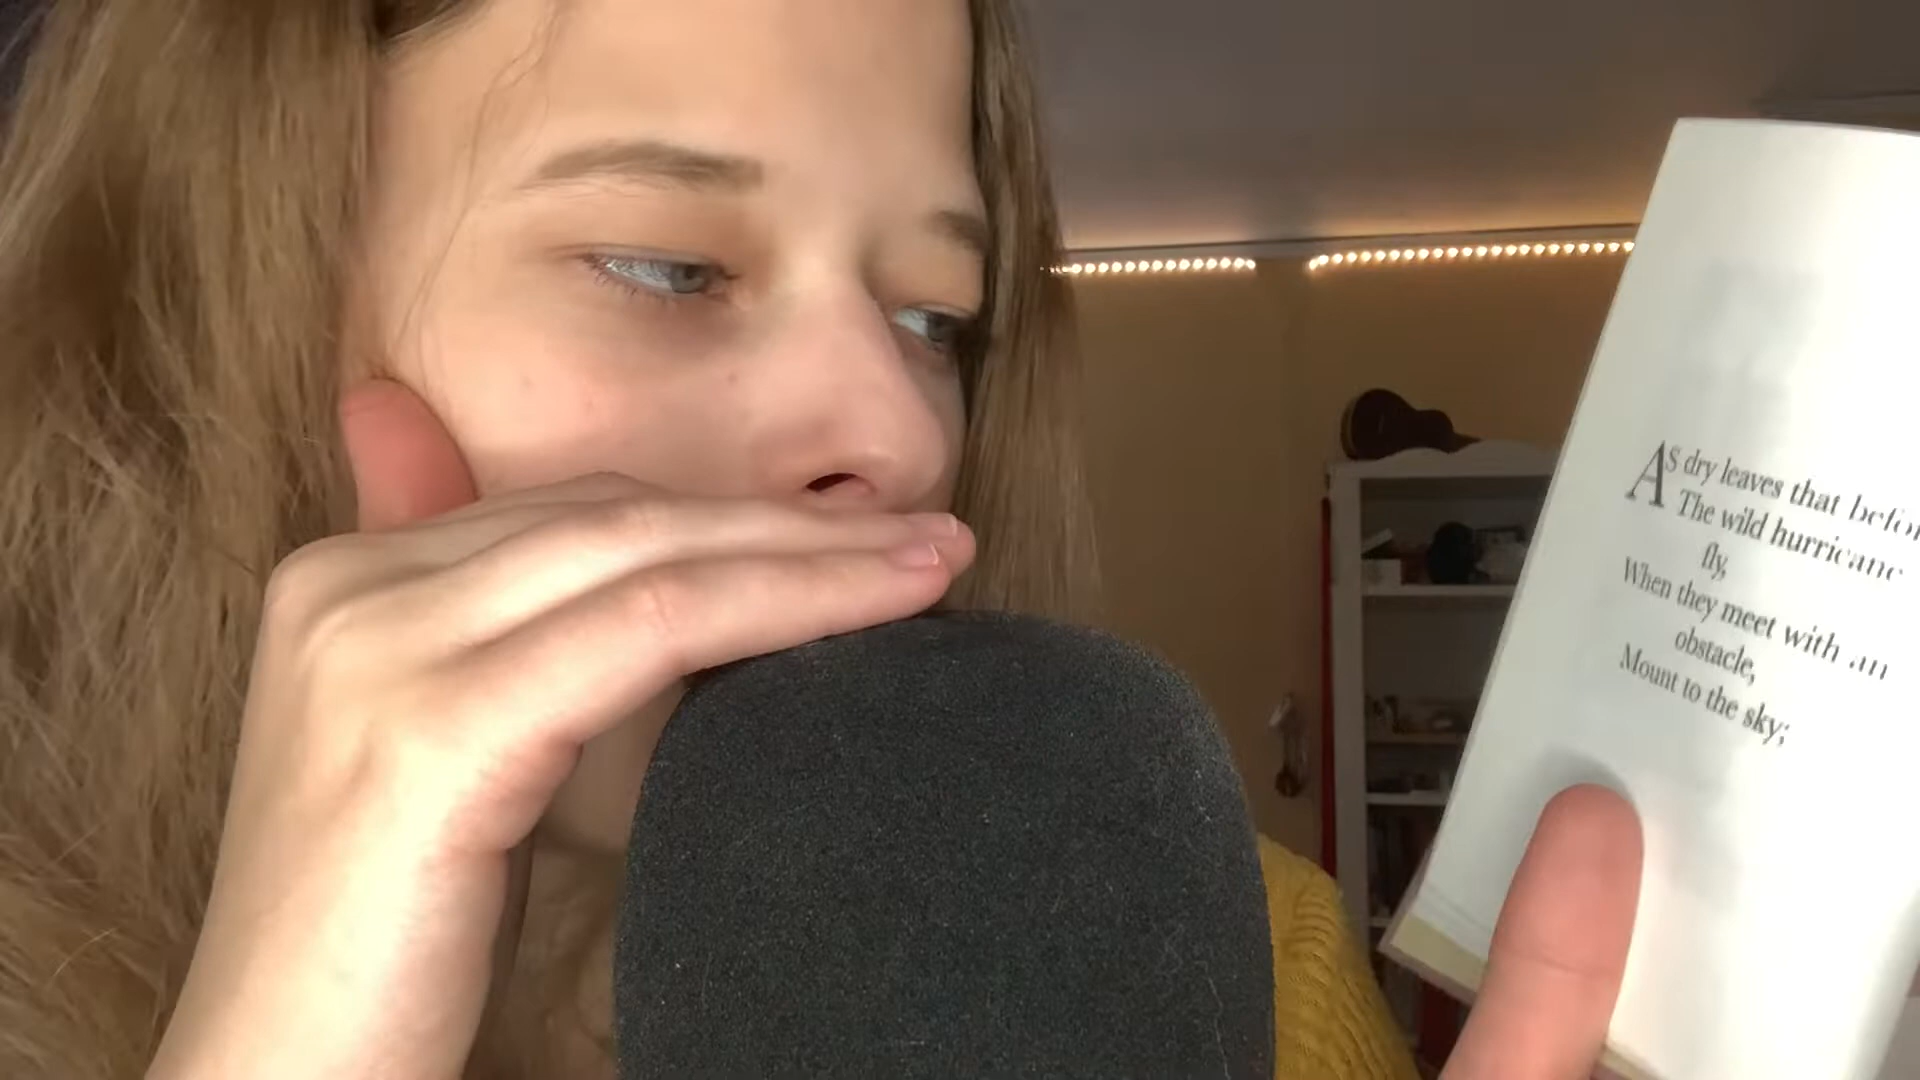 AS dry leaves that befor
The wild hurricane
fly,
When they meet with an
obstacle,
Mount to the sky;